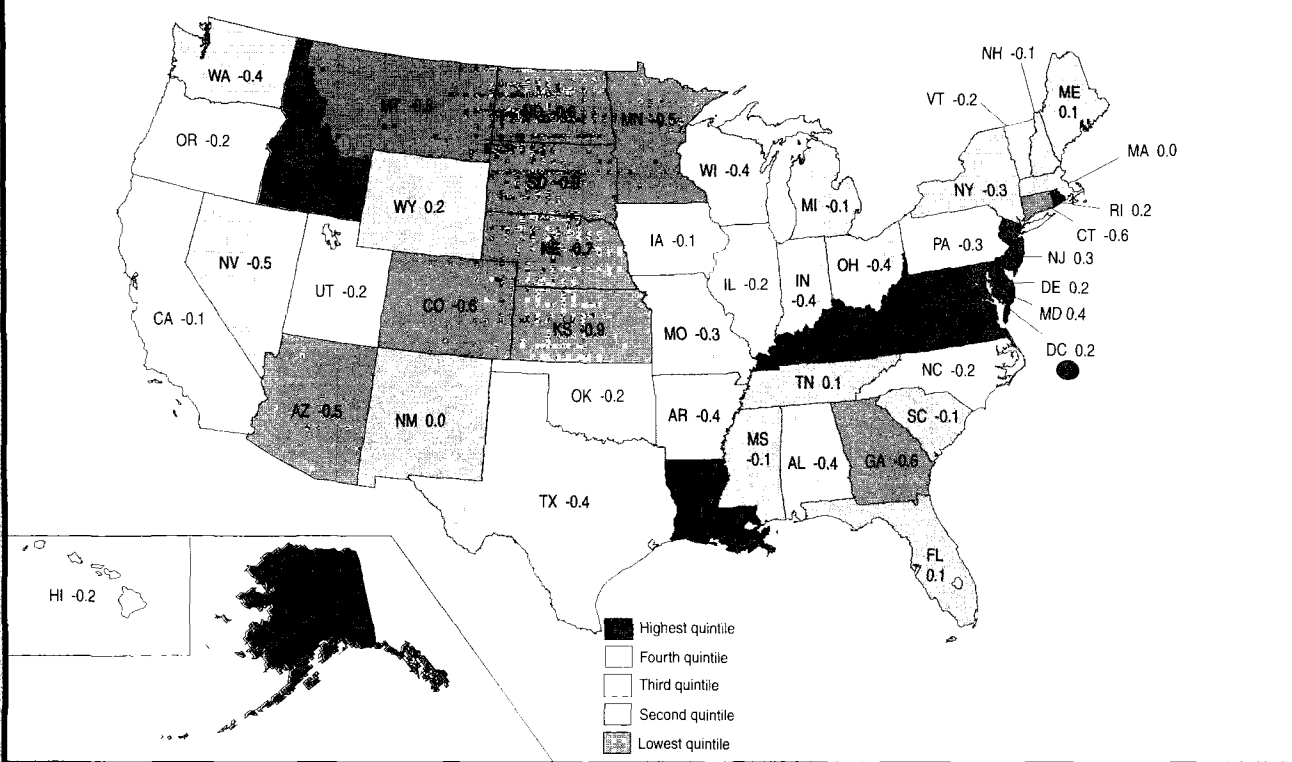 NH -0.1
VT -0.2
ME
0.1
WA -0.4
MN -0.5
OR -0.2
MA 0.0
WI -0.4
NY -0.3
MI -0.1
WY 0.2
RI 0.2
CT -0.6
IA -0.1
PA -0.3
NJ 0.3
NE -0.7
NV -0.5
OH -0.4
IL -0.2
IN
-0.4
UT -0.2
DE 0.2
CO -0.6
MD 0.4
CA -0.1
KS -0.9
MO -0.3
DC 0.2
NC -0.2
TN 0.1
OK -0.2
AZ -0.5
NM 0.0
AR -0.4
SC -0.1
MS
-0.1
AL -0.4
GA -0.6
TX -0.4
FL
0.1
HI -0.2
Highest quintile
Fourth quintile
Third quintile
Second quintile
Lowest quintile